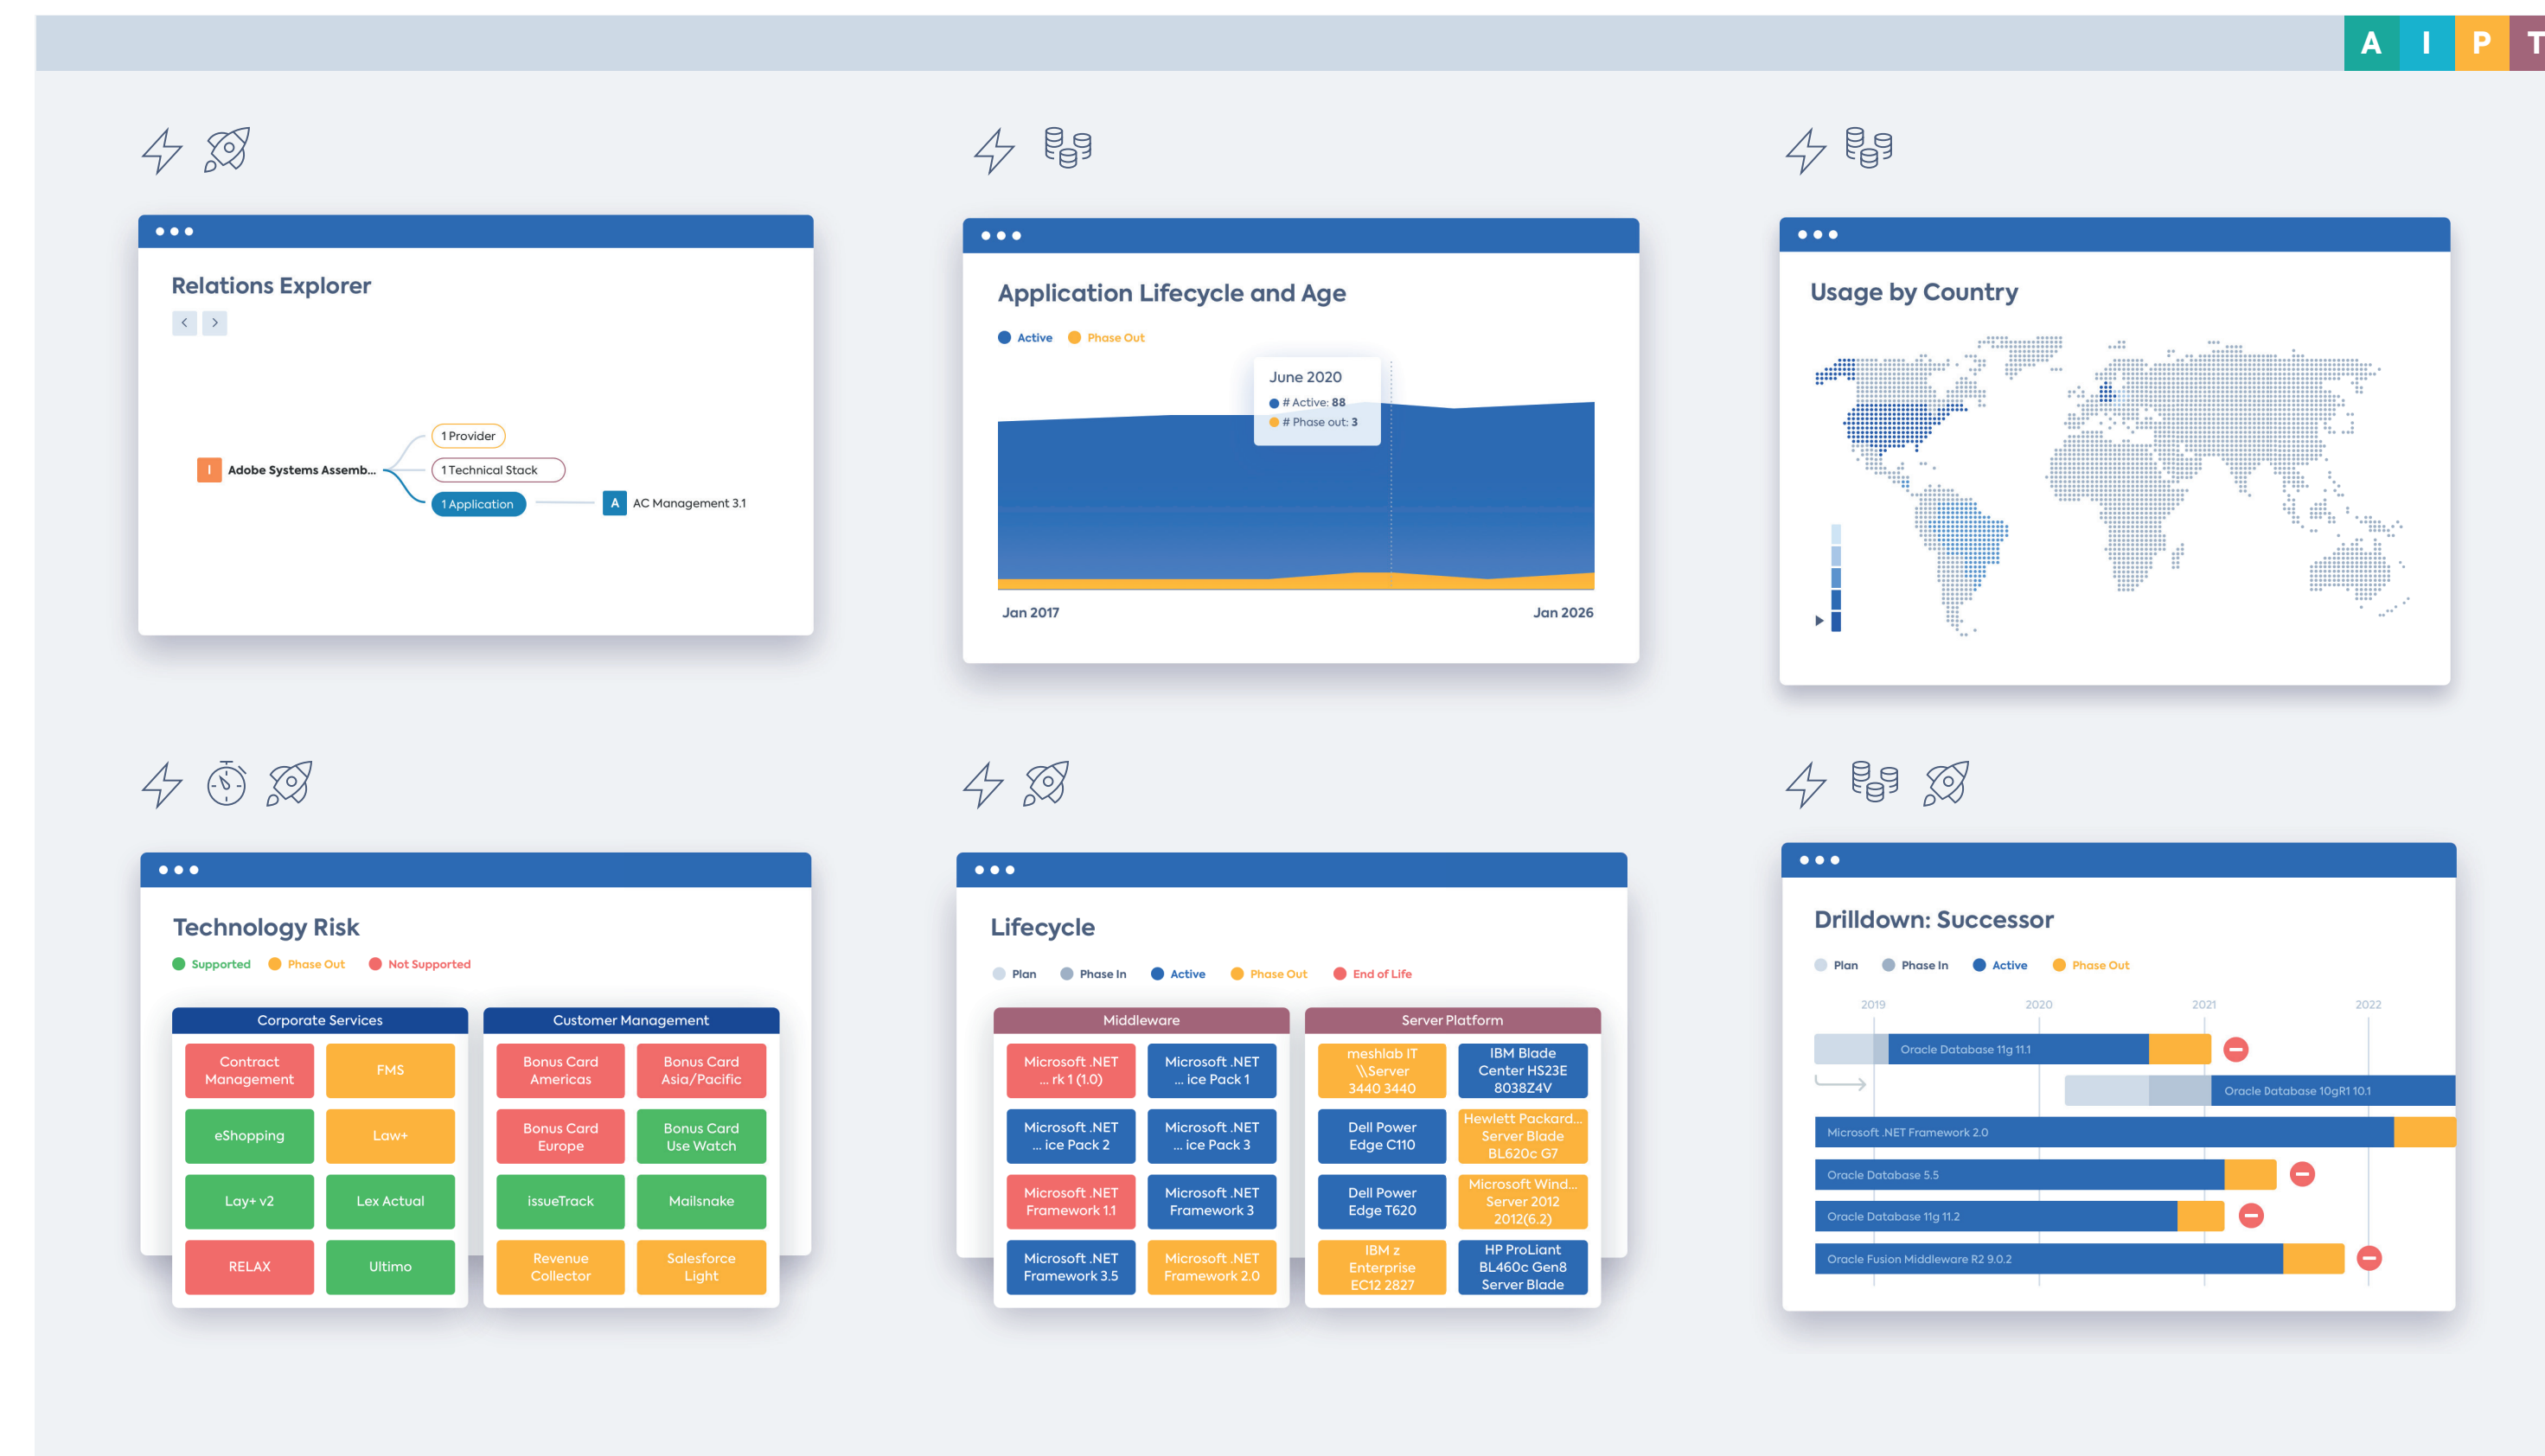 A I P T
Relations Explorer
1 Provider
I Adobe Systems Assemb...
1 Technical Stack
1 Application
A AC Management 3.1
Application Lifecycle and Age
Active Phase Out
June 2020
# Active: 88
# Phase out: 3
Jan 2017 Jan 2026
Usage by Country
Technology Risk
Supported Phase Out Not Supported
Corporate Services
Contract
Management
FMS
eShopping
Law+
Lay+ v2
Lex Actual
RELAX
Ultimo
Customer Management
Bonus Card
Americas
Bonus Card
Asia/Pacific
Bonus Card
Europe
Bonus Card
Use Watch
issueTrack
Mailsnake
Revenue
Collector
Salesforce
Light
Lifecycle
Plan Phase In Active Phase Out End of Life
Middleware
Microsoft .NET
... rk 1 (1.0)
Microsoft .NET
... ice Pack 1
Microsoft .NET
... ice Pack 2
Microsoft .NET
... ice Pack 3
Microsoft .NET
Framework 1.1
Microsoft .NET
Framework 3
Microsoft .NET
Framework 3.5
Microsoft .NET
Framework 2.0
Server Platform
meshlab IT
\\Server
3440 3440
IBM Blade
Center HS23E
8038Z4V
Dell Power
Edge C110
Hewlett Packard...
Server Blade
BL620c G7
Dell Power
Edge T620
Microsoft Wind...
Server 2012
2012(6.2)
IBM z
Enterprise
EC12 2827
HP ProLiant
BL460c Gen8
Server Blade
Drilldown: Successor
Plan Phase In Active Phase Out
2019 2020 2021 2022
Oracle Database 11g 11.1
Oracle Database 10gR1 10.1
Microsoft .NET Framework 2.0
Oracle Database 5.5
Oracle Database 11g 11.2
Oracle Fusion Middleware R2 9.0.2